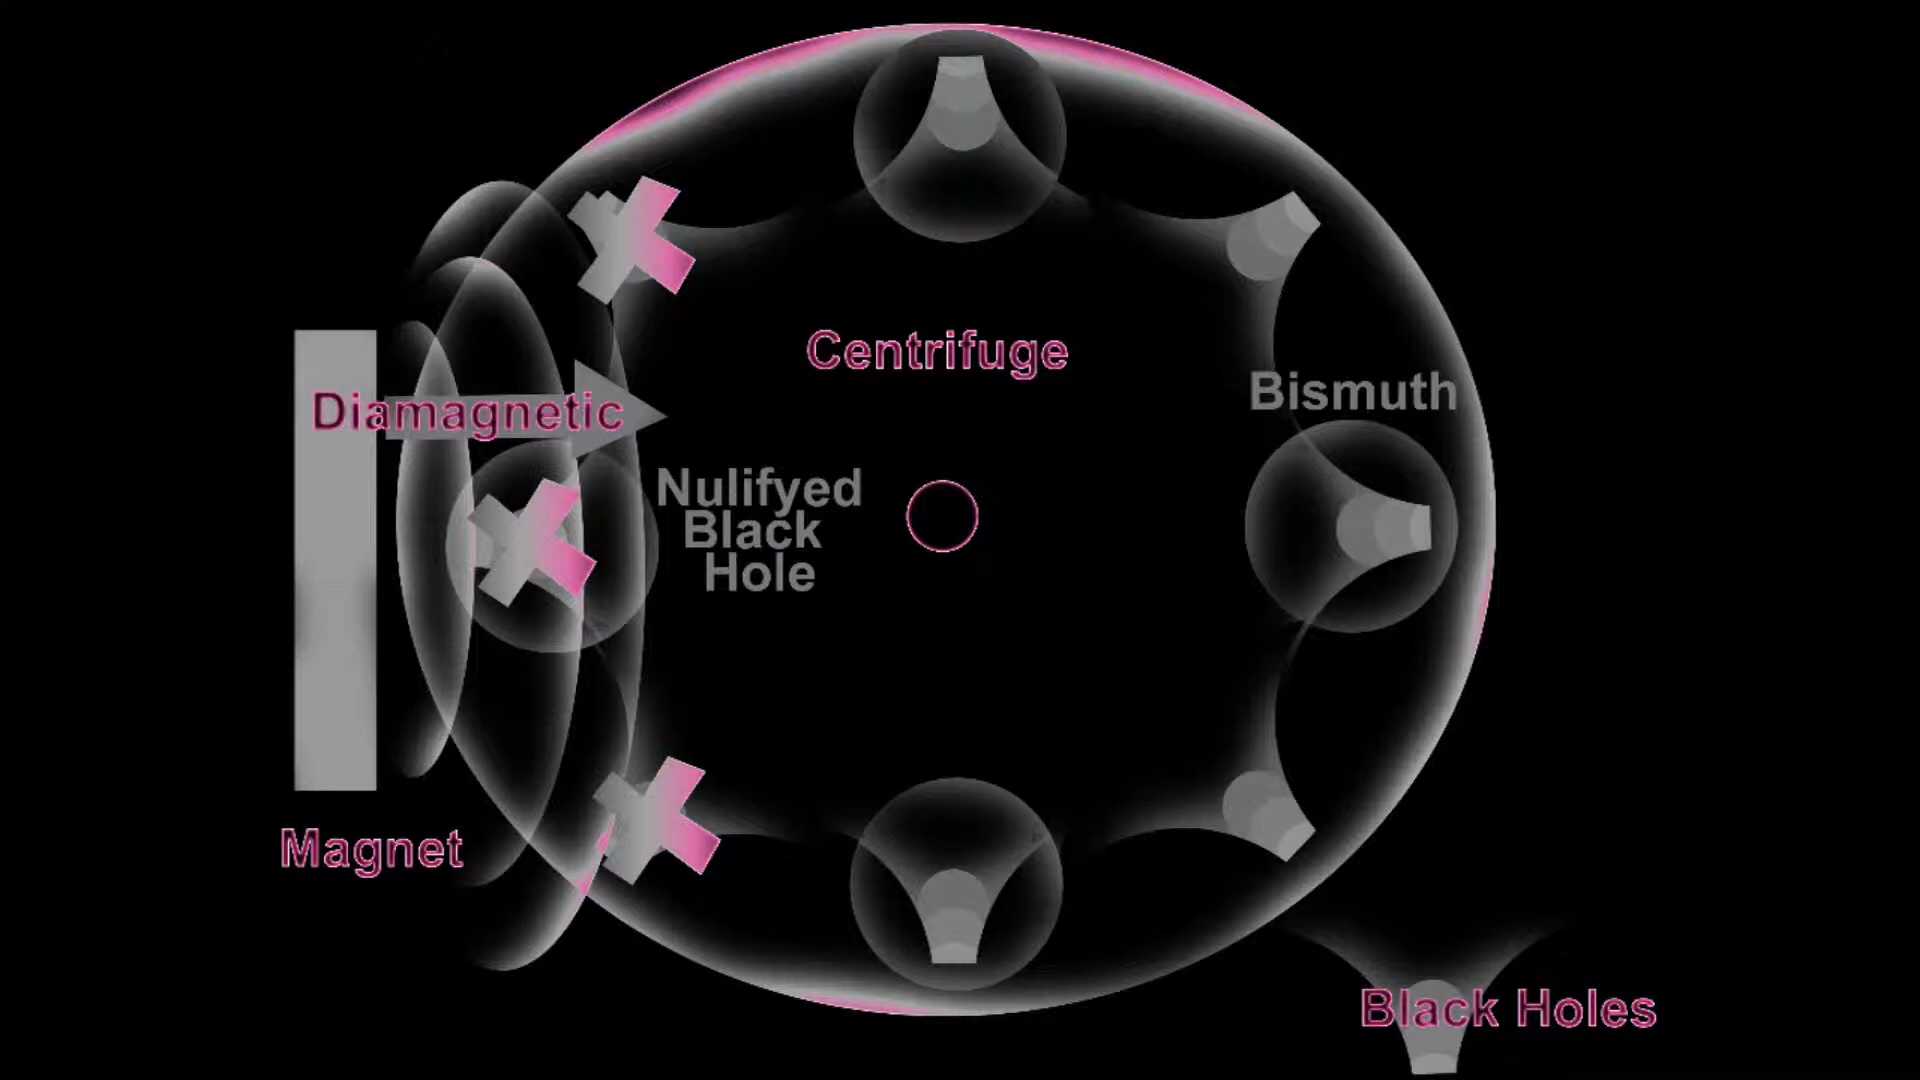 Centrifuge
Bismuth
Diamagnetic
Nulifyed
Black
Hole
Magnet
Black Holes